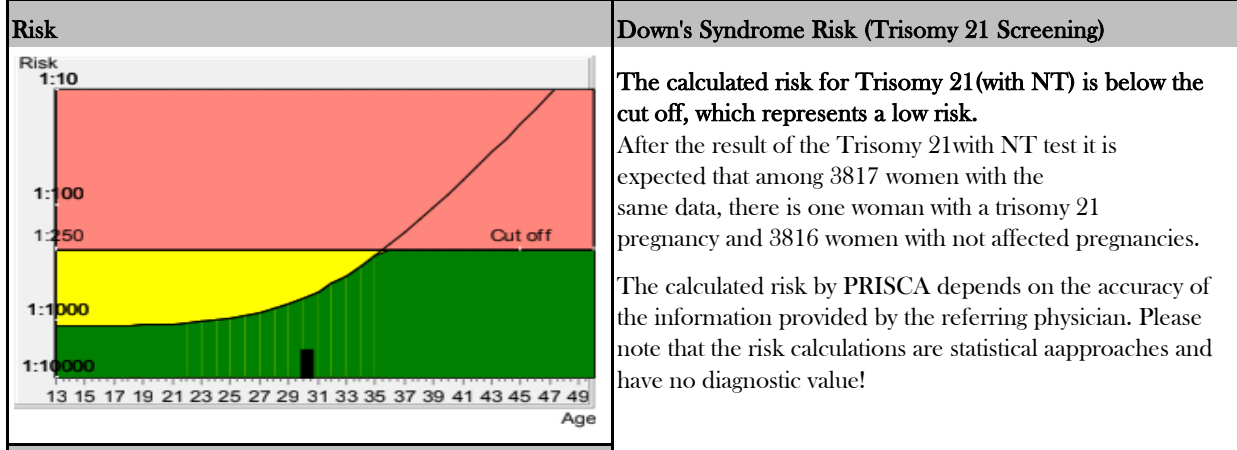 Risk
Down's Syndrome Risk (Trisomy 21 Screening)
Risk
1:10
1:100
1:250
Cut off
1:1000
1:10000
13 15 17 19 21 23 25 27 29 31 33 35 37 39 41 43 45 47 49
Age
The calculated risk for Trisomy 21(with NT) is below the
cut off, which represents a low risk.
After the result of the Trisomy 21with NT test it is
expected that among 3817 women with the
same data, there is one woman with a trisomy 21
pregnancy and 3816 women with not affected pregnancies.
The calculated risk by PRISCA depends on the accuracy of
the information provided by the referring physician. Please
note that the risk calculations are statistical aapproaches and
have no diagnostic value!